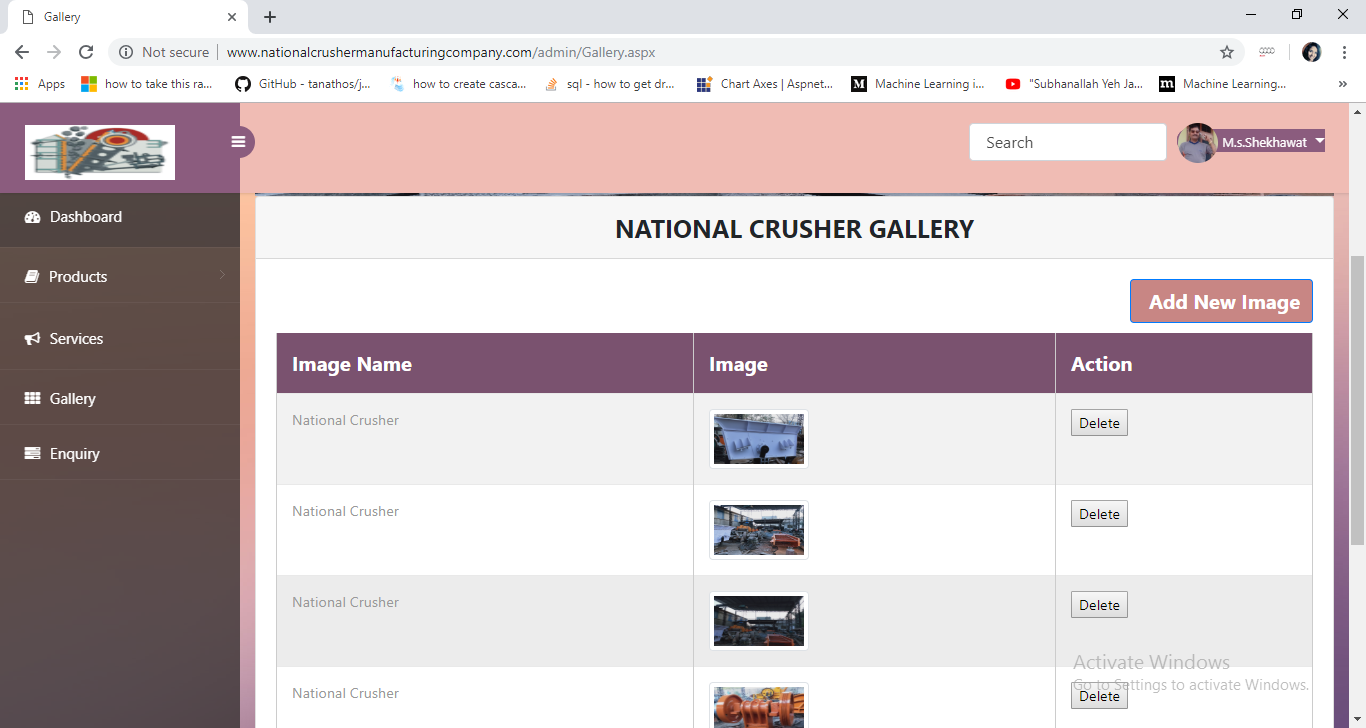 Gallery
Not secure
www.nationalcrushermanufacturingcompany.com/admin/Gallery.aspx
Apps
how to take this ra...
GitHub - tanathos/j...
how to create casca...
sql - how to get dr...
Chart Axes | Aspnet...
Machine Learning i...
"Subhanallah Yeh Ja...
Machine Learning...
Search
M.s.Shekhawat
Dashboard
Products
Services
Gallery
Enquiry
NATIONAL CRUSHER GALLERY
Add New Image
Image Name Image Action
National Crusher Delete
National Crusher Delete
National Crusher Delete
National Crusher Delete
Activate Windows
Go to Settings to activate Windows.